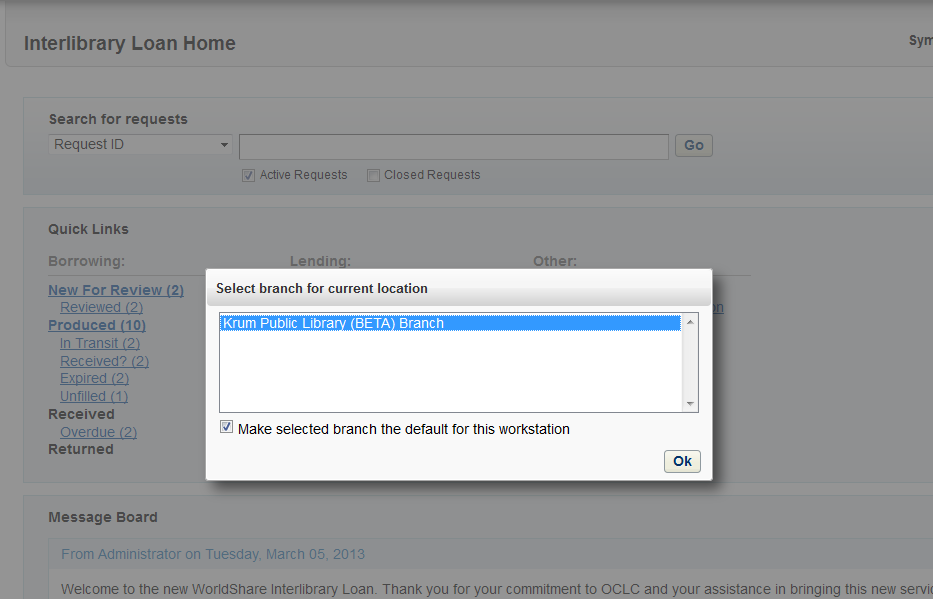 Interlibrary Loan Home
Sym
Search for requests
Request ID
Go
Active Requests
Closed Requests
Quick Links
Borrowing:
Lending:
Other:
New For Review (2)
Reviewed (2)
Produced (10)
In Transit (2)
Received? (2)
Expired (2)
Unfilled (1)
Received
Overdue (2)
Returned
Select branch for current location
Krum Public Library (BETA) Branch
Make selected branch the default for this workstation
Ok
Message Board
From Administrator on Tuesday, March 05, 2013
Welcome to the new WorldShare Interlibrary Loan. Thank you for your commitment to OCLC and your assistance in bringing this new servic